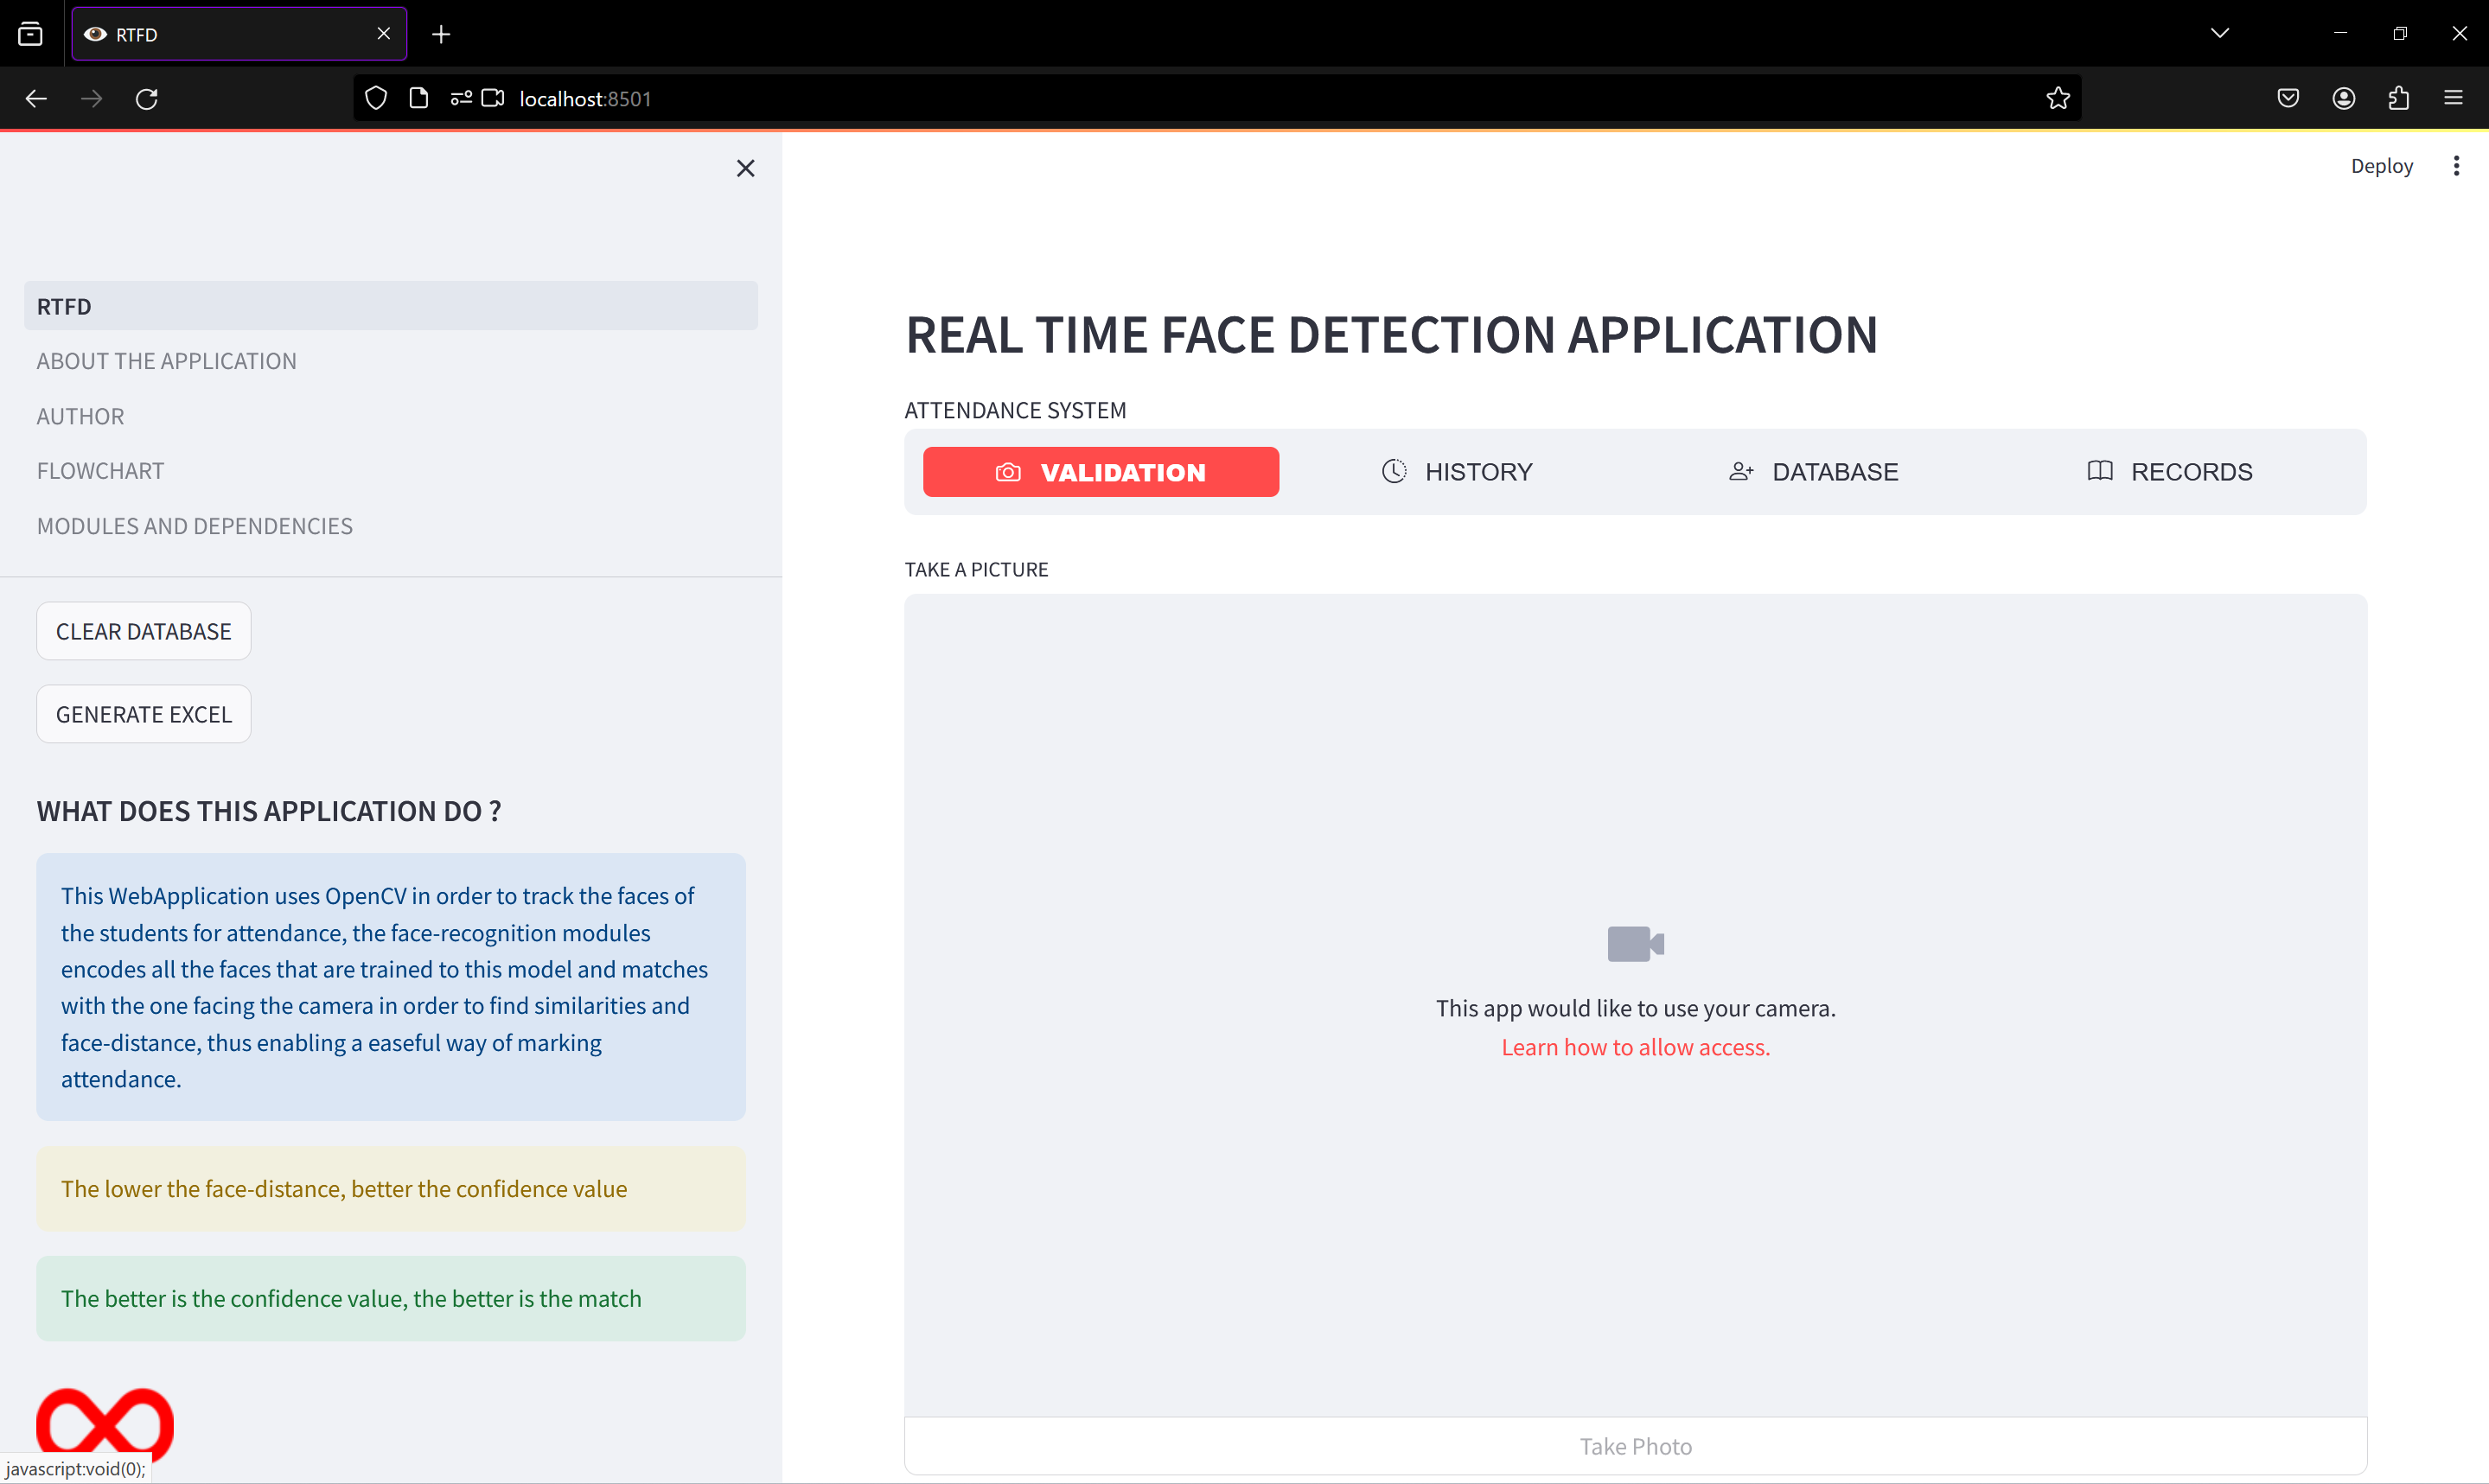 RTFD
localhost:8501
Deploy
RTFD
ABOUT THE APPLICATION
AUTHOR
FLOWCHART
MODULES AND DEPENDENCIES
CLEAR DATABASE
GENERATE EXCEL
WHAT DOES THIS APPLICATION DO ?
This WebApplication uses OpenCV in order to track the faces of
the students for attendance, the face-recognition modules
encodes all the faces that are trained to this model and matches
with the one facing the camera in order to find similarities and
face-distance, thus enabling a easeful way of marking
attendance.
The lower the face-distance, better the confidence value
The better is the confidence value, the better is the match
javascript:void(0);
REAL TIME FACE DETECTION APPLICATION
ATTENDANCE SYSTEM
VALIDATION HISTORY DATABASE RECORDS
TAKE A PICTURE
This app would like to use your camera.
Learn how to allow access.
Take Photo